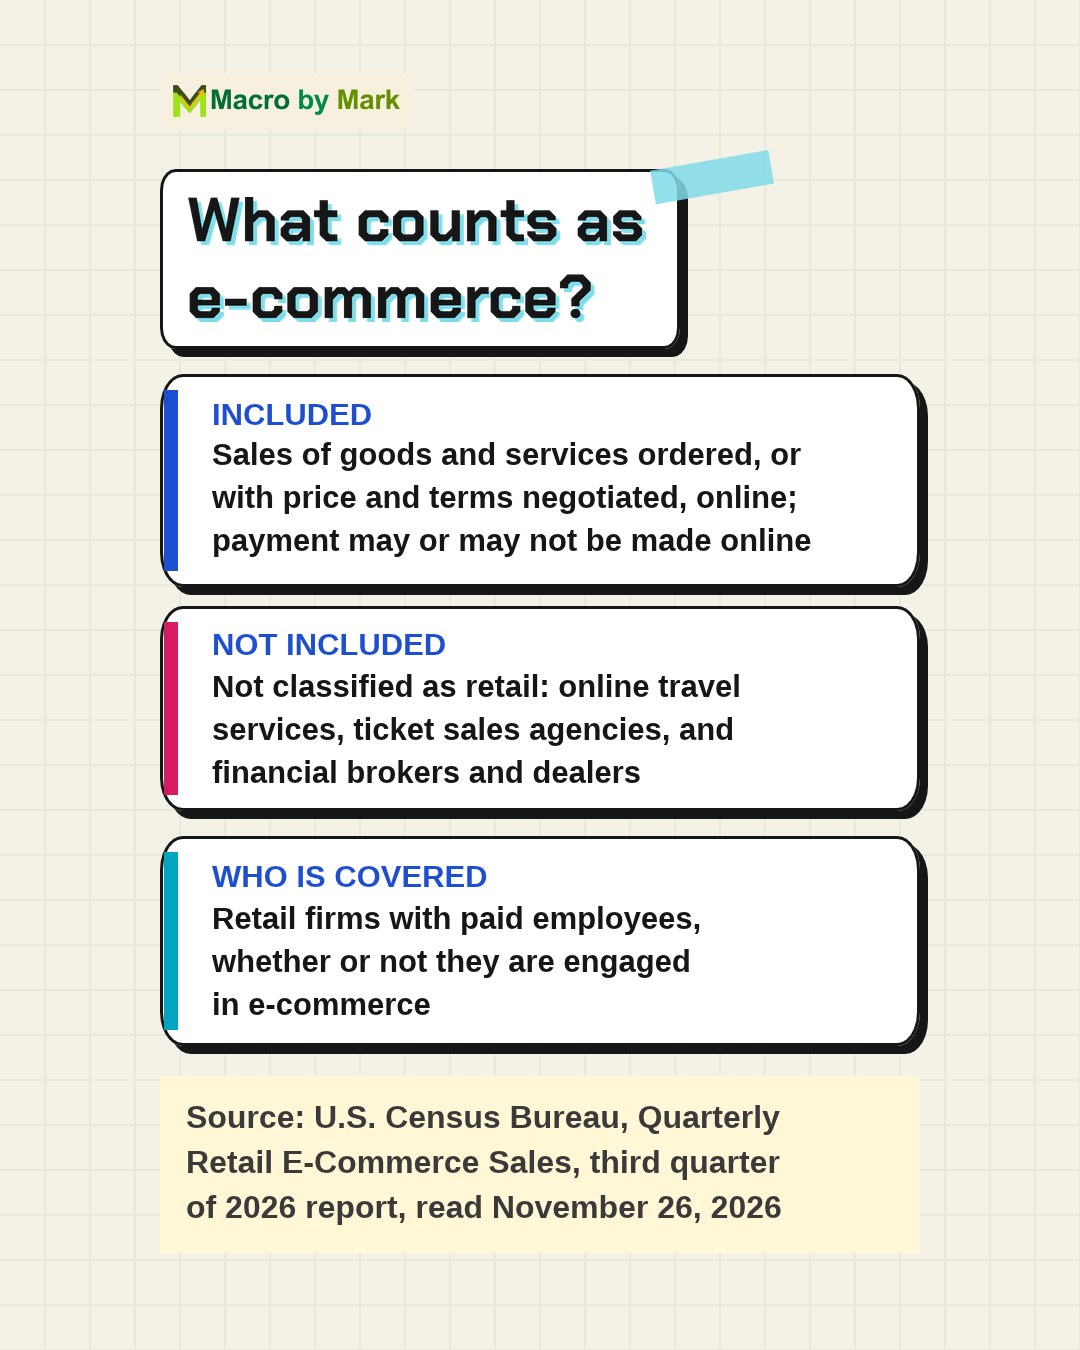 Macro by Mark
What counts as
e-commerce?
INCLUDED
Sales of goods and services ordered, or
with price and terms negotiated, online;
payment may or may not be made online
NOT INCLUDED
Not classified as retail: online travel
services, ticket sales agencies, and
financial brokers and dealers
WHO IS COVERED
Retail firms with paid employees,
whether or not they are engaged
in e-commerce
Source: U.S. Census Bureau, Quarterly
Retail E-Commerce Sales, third quarter
of 2026 report, read November 26, 2026